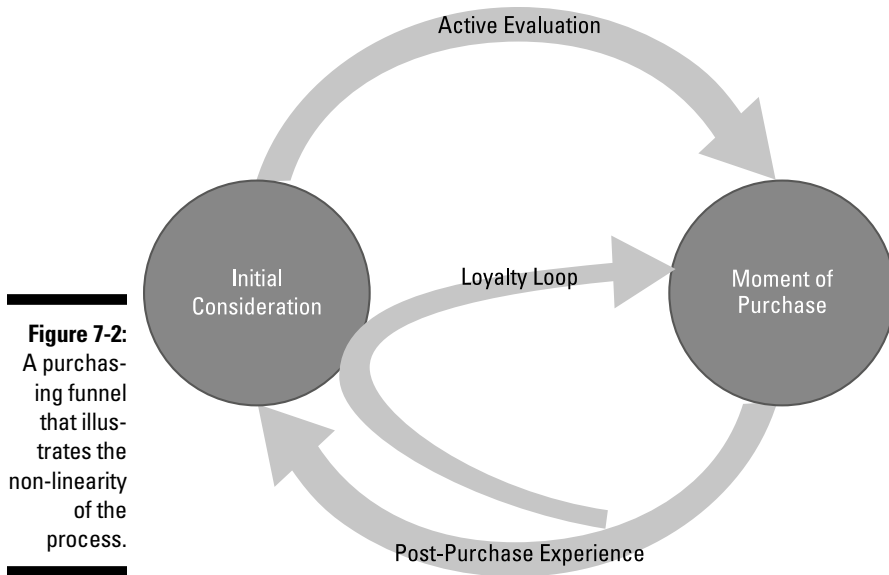 Active Evaluation
Initial
Consideration
Loyalty Loop
Moment of
Purchase
Post-Purchase Experience
Figure 7-2:
A purchas-
ing funnel
that illus-
trates the
non-linearity
of the
process.